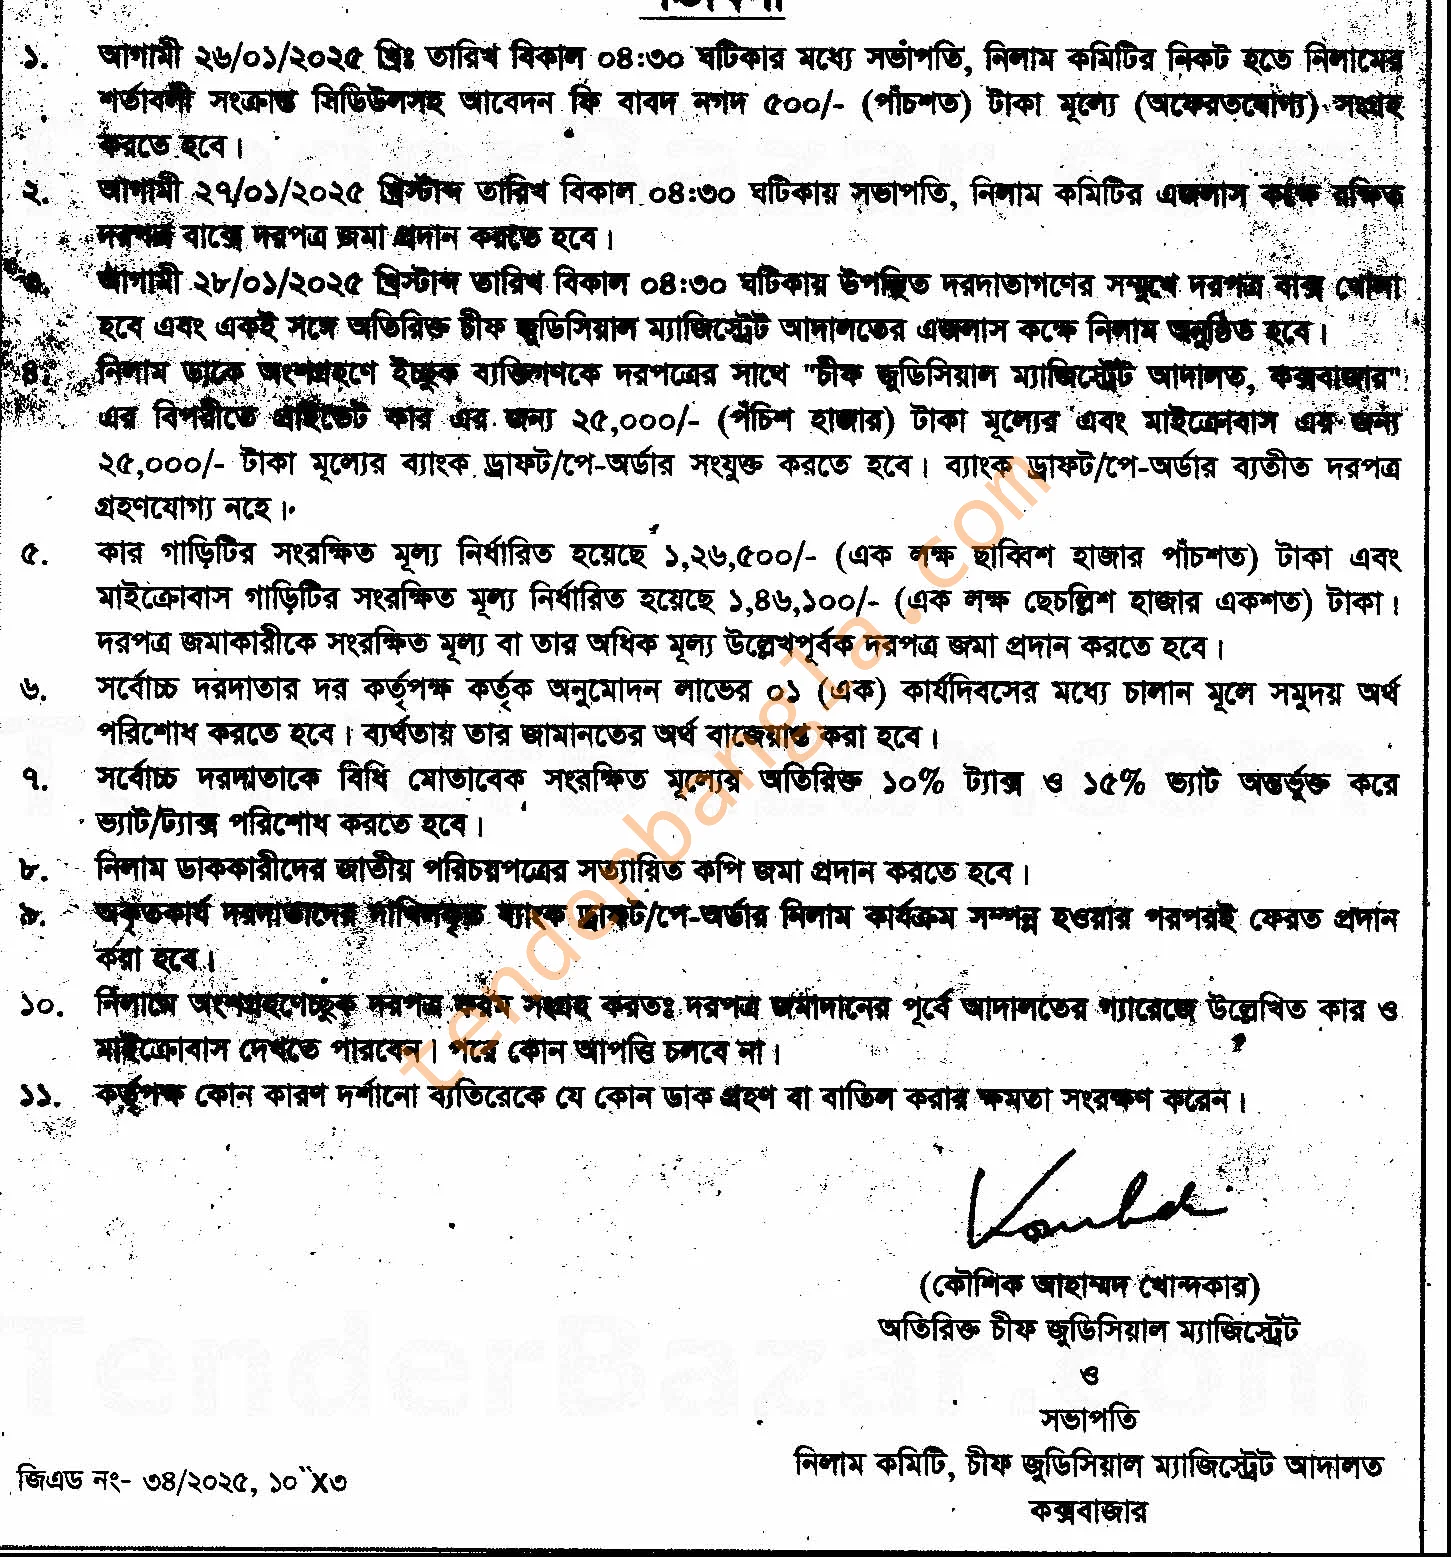 ১. আগামী ২৬/০১/২০২৫ খ্রিঃ তারিখ বিকাল ০৪:৩০ ঘটিকার মধ্যে সভাপতি, নিলাম কমিটির নিকট হতে নিলামের
শর্তাবলী সংক্রান্ত সিডিউলসহ আবেদন ফি বাবদ নগদ ৫০০/- (পাঁচশত) টাকা মূল্যে (অফেরতযোগ্য) সংগ্রহ
করতে হবে।
২. আগামী ২৭/০১/২০২৫ খ্রিস্টাব্দ তারিখ বিকাল ০৪:৩০ ঘটিকায় সভাপতি, নিলাম কমিটির এজলাস কক্ষে রক্ষিত
দরপত্র বাক্সে দরপত্র জমা প্রদান করতে হবে।
৩. আগামী ২৮/০১/২০২৫ খ্রিস্টাব্দ তারিখ বিকাল ০৪:৩০ ঘটিকায় উপস্থিত দরদাতাগণের সম্মুখে দরপত্র বাক্স খোলা
হবে এবং একই সঙ্গে অতিরিক্ত চীফ জুডিসিয়াল ম্যাজিস্ট্রেট আদালতের এজলাস কক্ষে নিলাম অনুষ্ঠিত হবে।
৪. নিলাম ডাকে অংশগ্রহণে ইচ্ছুক ব্যক্তিগণকে দরপত্রের সাথে "চীফ জুডিসিয়াল ম্যাজিস্ট্রেট আদালত, কক্সবাজার"
এর বিপরীতে প্রাইভেট কার এর জন্য ২৫,০০০/- (পঁচিশ হাজার) টাকা মূল্যের এবং মাইক্রোবাস এর জন্য
২৫,০০০/- টাকা মূল্যের ব্যাংক ড্রাফট/পে-অর্ডার সংযুক্ত করতে হবে। ব্যাংক ড্রাফট/পে-অর্ডার ব্যতীত দরপত্র
গ্রহণযোগ্য নহে।
৫. কার গাড়িটির সংরক্ষিত মূল্য নির্ধারিত হয়েছে ১,২৬,৫০০/- (এক লক্ষ ছাব্বিশ হাজার পাঁচশত) টাকা এবং
মাইক্রোবাস গাড়িটির সংরক্ষিত মূল্য নির্ধারিত হয়েছে ১,৪৬,১০০/- (এক লক্ষ ছেচল্লিশ হাজার একশত) টাকা।
দরপত্র জমাকারীকে সংরক্ষিত মূল্য বা তার অধিক মূল্য উল্লেখপূর্বক দরপত্র জমা প্রদান করতে হবে।
৬. সর্বোচ্চ দরদাতার দর কর্তৃপক্ষ কর্তৃক অনুমোদন লাভের ০১ (এক) কার্যদিবসের মধ্যে চালান মূলে সমুদয় অর্থ
পরিশোধ করতে হবে। ব্যর্থতায় তার জামানতের অর্থ বাজেয়াপ্ত করা হবে।
৭. সর্বোচ্চ দরদাতাকে বিধি মোতাবেক সংরক্ষিত মূল্যের অতিরিক্ত ১০% ট্যাক্স ও ১৫% ভ্যাট অন্তর্ভুক্ত করে
ভ্যাট/ট্যাক্স পরিশোধ করতে হবে।
৮. নিলাম ডাককারীদের জাতীয় পরিচয়পত্রের সত্যায়িত কপি জমা প্রদান করতে হবে।
৯. অকৃতকার্য দরদাতাদের দাখিলকৃত ব্যাংক ড্রাফট/পে-অর্ডার নিলাম কার্যক্রম সম্পন্ন হওয়ার পরপরই ফেরত প্রদান
করা হবে।
১০. নিলামে অংশগ্রহণেচ্ছুক দরপত্র ফরম সংগ্রহ করতঃ দরপত্র জমাদানের পূর্বে আদালতের গ্যারেজে উল্লেখিত কার ও
মাইক্রোবাস দেখতে পারবেন। পরে কোন আপত্তি চলবে না।
১১. কর্তৃপক্ষ কোন কারণ দর্শানো ব্যতিরেকে যে কোন ডাক গ্রহণ বা বাতিল করার ক্ষমতা সংরক্ষণ করেন।
(কৌশিক আহাম্মদ খোন্দকার)
অতিরিক্ত চীফ জুডিসিয়াল ম্যাজিস্ট্রেট
ও
সভাপতি
নিলাম কমিটি, চীফ জুডিসিয়াল ম্যাজিস্ট্রেট আদালত
কক্সবাজার
জিএড নং- ৩৪/২০২৫, ১০"X৩
tenderbangla.com
TenderBazar.com